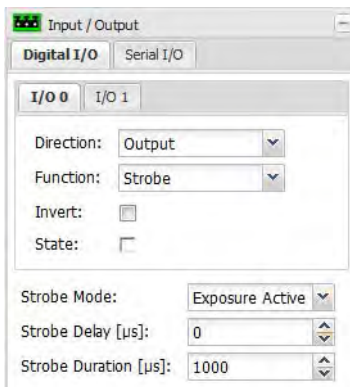 Input / Output
Digital I/O Serial I/O
I/O 0 I/O 1
Direction: Output
Function: Strobe
Invert:
State:
Strobe Mode: Exposure Active
Strobe Delay [µs]: 0
Strobe Duration [µs]: 1000